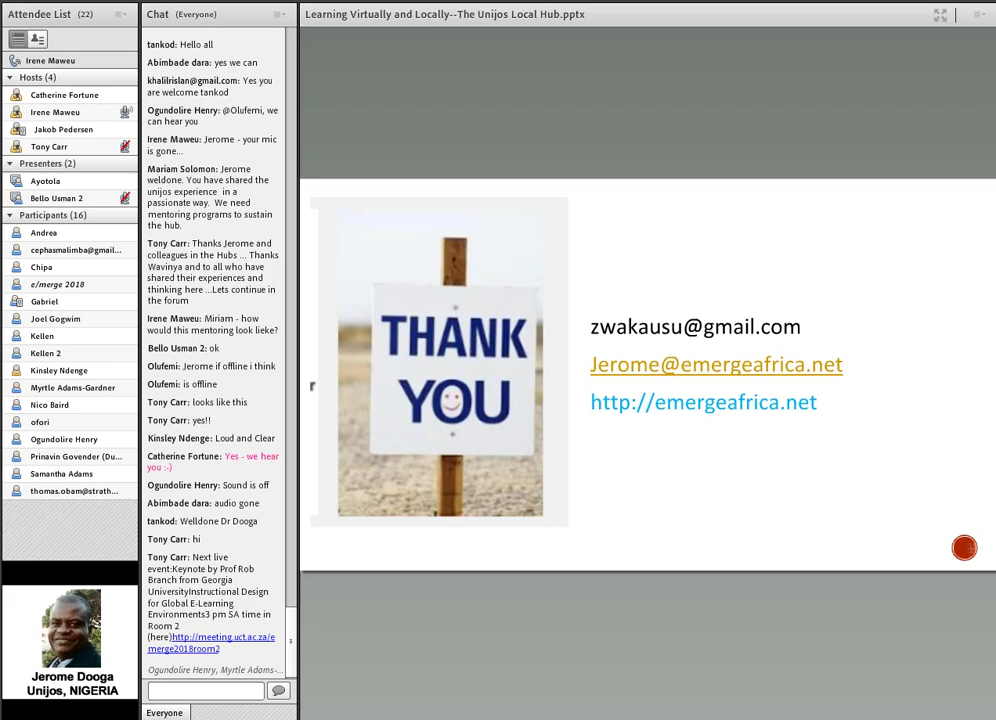 Attendee List (22)
Irene Maweu
Hosts (4)
Catherine Fortune
Irene Maweu
Jakob Pedersen
Tony Carr
Presenters (2)
Ayotola
Bello Usman 2
Participants (16)
Andrea
cephasmalimba@gmail...
Chipa
e/merge 2018
Gabriel
Joel Gogwim
Kellen
Kellen 2
Kinsley Ndenge
Myrtle Adams-Gardner
Nico Baird
ofori
Ogundolire Henry
Prinavin Govender (Du...
Samantha Adams
thomas.obam@strath...
Jerome Dooga
Unijos, NIGERIA
Chat (Everyone)
tankod: Hello all
Abimbade dara: yes we can
khalilrislan@gmail.com: Yes you
are welcome tankod
Ogundolire Henry: @Olufemi, we
can hear you
Irene Maweu: Jerome - your mic
is gone...
Mariam Solomon: Jerome
weldone. You have shared the
unijos experience in a
passionate way. We need
mentoring programs to sustain
the hub.
Tony Carr: Thanks Jerome and
colleagues in the Hubs ... Thanks
Wavinya and to all who have
shared their experiences and
thinking here ...Lets continue in
the forum
Irene Maweu: Miriam - how
would this mentoring look lieke?
Bello Usman 2: ok
Olufemi: Jerome if offline i think
Olufemi: is offline
Tony Carr: looks like this
Tony Carr: yes!!
Kinsley Ndenge: Loud and Clear
Catherine Fortune: Yes - we hear
you :-)
Ogundolire Henry: Sound is off
Abimbade dara: audio gone
tankod: Welldone Dr Dooga
Tony Carr: hi
Tony Carr: Next live
event:Keynote by Prof Rob
Branch from Georgia
UniversityInstructional Design
for Global E-Learning
Environments3 pm SA time in
Room 2
(here)http://meeting.uct.ac.za/e
merge2018room2
Ogundolire Henry, Myrtle Adams-...
Everyone
Learning Virtually and Locally--The Unijos Local Hub.pptx
THANK
YOU
r
zwakausu@gmail.com
Jerome@emergeafrica.net
http://emergeafrica.net